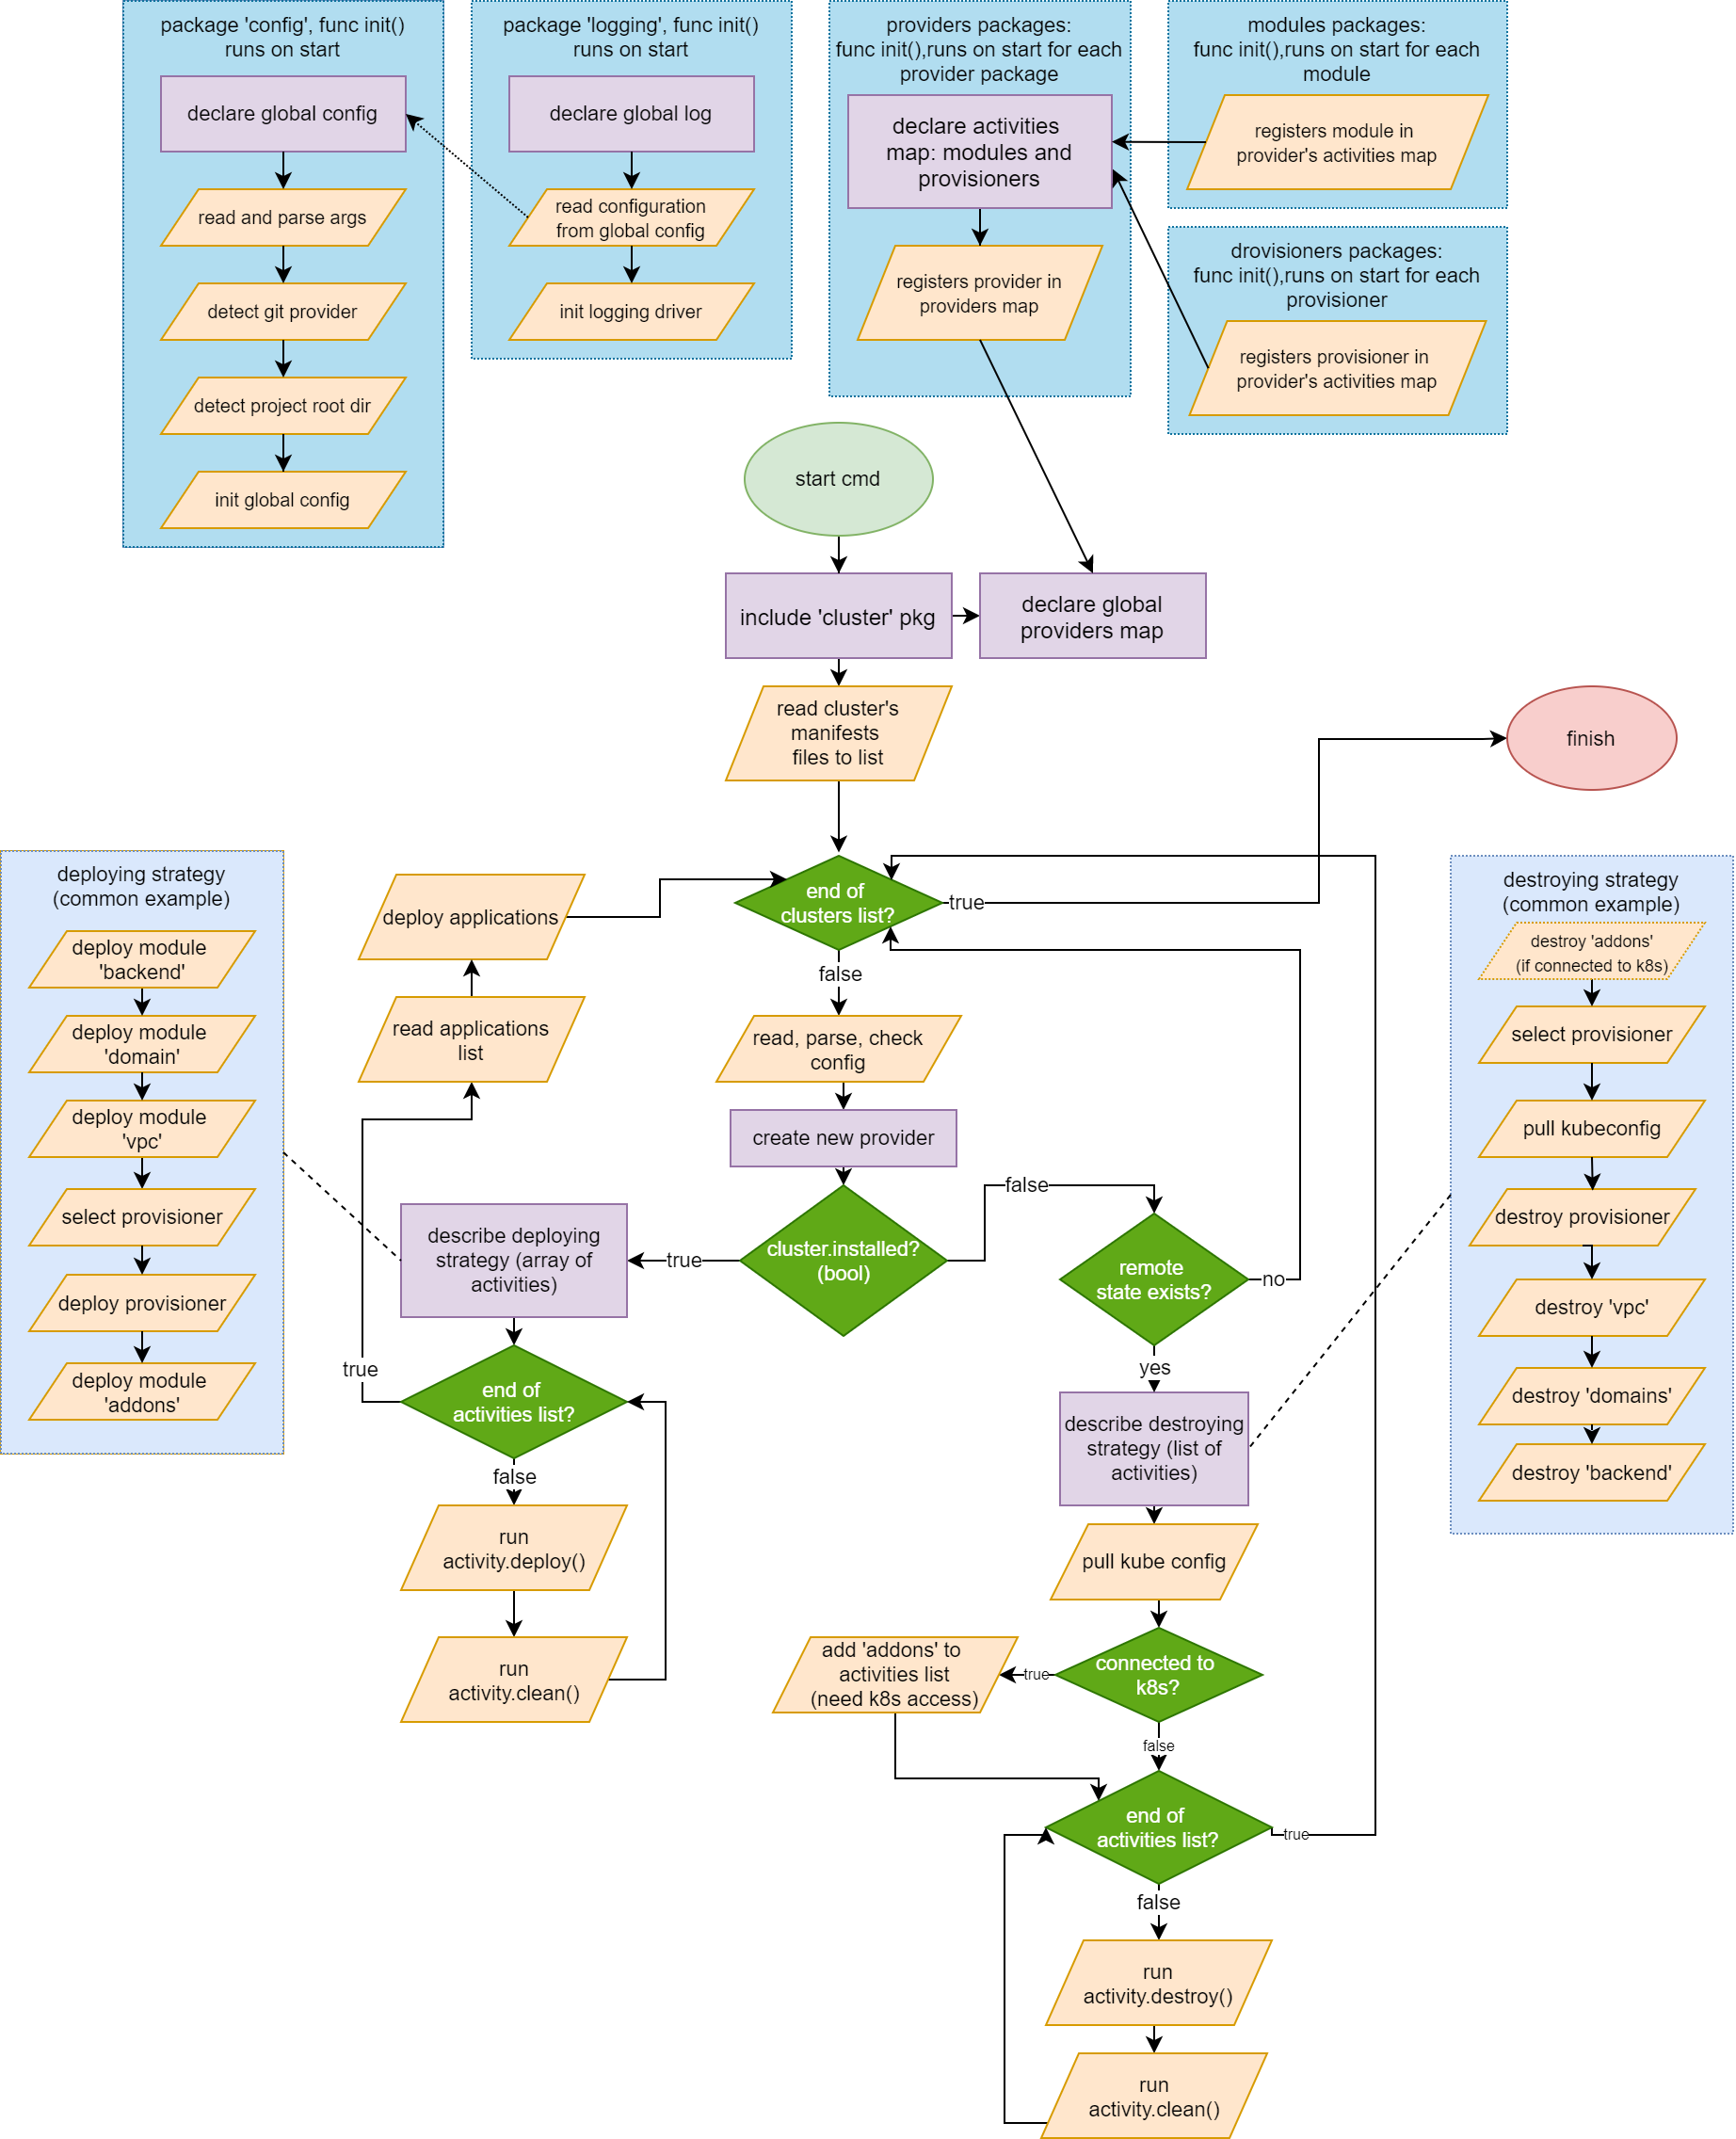 package 'config', func init()
runs on start
declare global config
read and parse args
detect git provider
detect project root dir
init global config
package 'logging', func init()
runs on start
declare global log
read configuration
from global config
init logging driver
providers packages:
func init(),runs on start for each
provider package
declare activities
map: modules and
provisioners
registers provider in
providers map
modules packages:
func init(),runs on start for each
module
registers module in
provider's activities map
drovisioners packages:
func init(),runs on start for each
provisioner
registers provisioner in
provider's activities map
start cmd
include 'cluster' pkg
declare global
providers map
read cluster's
manifests
files to list
finish
end of
clusters list?
true
false
deploy applications
read applications
list
read, parse, check
config
create new provider
cluster.installed?
(bool)
true
false
describe deploying
strategy (array of
activities)
end of
activities list?
true
false
run
activity.deploy()
run
activity.clean()
remote
state exists?
no
yes
describe destroying
strategy (list of
activities)
pull kube config
connected to
k8s?
true
false
add 'addons' to
activities list
(need k8s access)
end of
activities list?
true
false
run
activity.destroy()
run
activity.clean()
deploying strategy
(common example)
deploy module
'backend'
deploy module
'domain'
deploy module
'vpc'
select provisioner
deploy provisioner
deploy module
'addons'
destroying strategy
(common example)
destroy 'addons'
(if connected to k8s)
select provisioner
pull kubeconfig
destroy provisioner
destroy 'vpc'
destroy 'domains'
destroy 'backend'